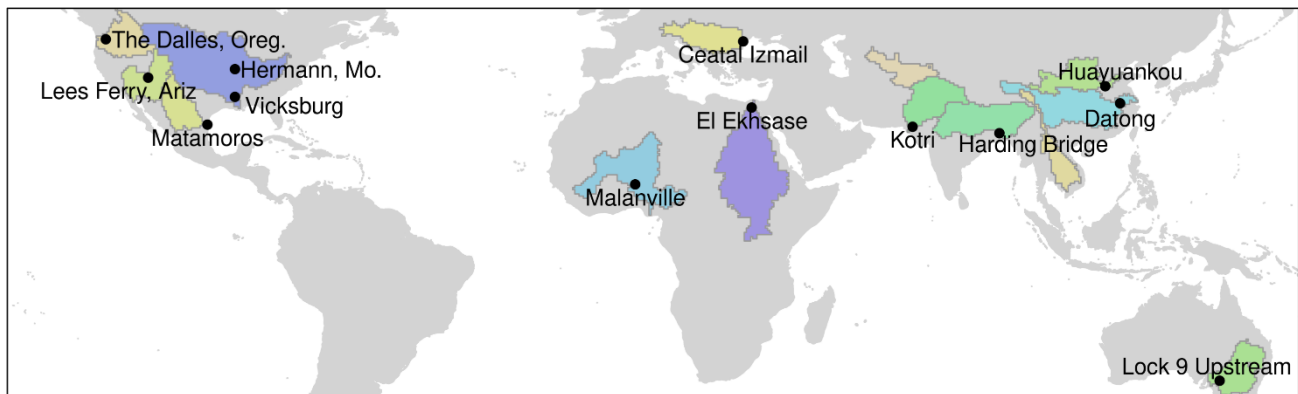 The Dalles, Oreg.
Ceatal Izmail
Hermann, Mo.
Huayuankou
Lees Ferry, Ariz
Vicksburg
El Ekhsase
Datong
Matamoros
Kotri
Harding Bridge
Malanville
Lock 9 Upstream